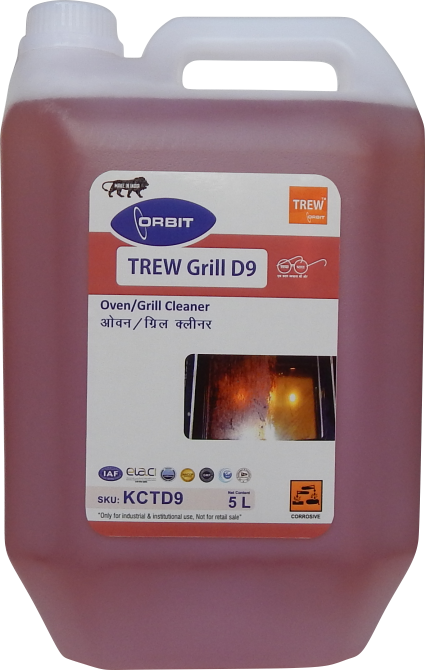 MAKE IN INDIA
ORBIT
TREW
ORBIT
TREW Grill D9
Oven/Grill Cleaner
ओवन/ग्रिल क्लीनर
IAF
SKU: KCTD9
Net Content
5 L
"Only for industrial & institutional use, Not for retail sale"
CORROSIVE